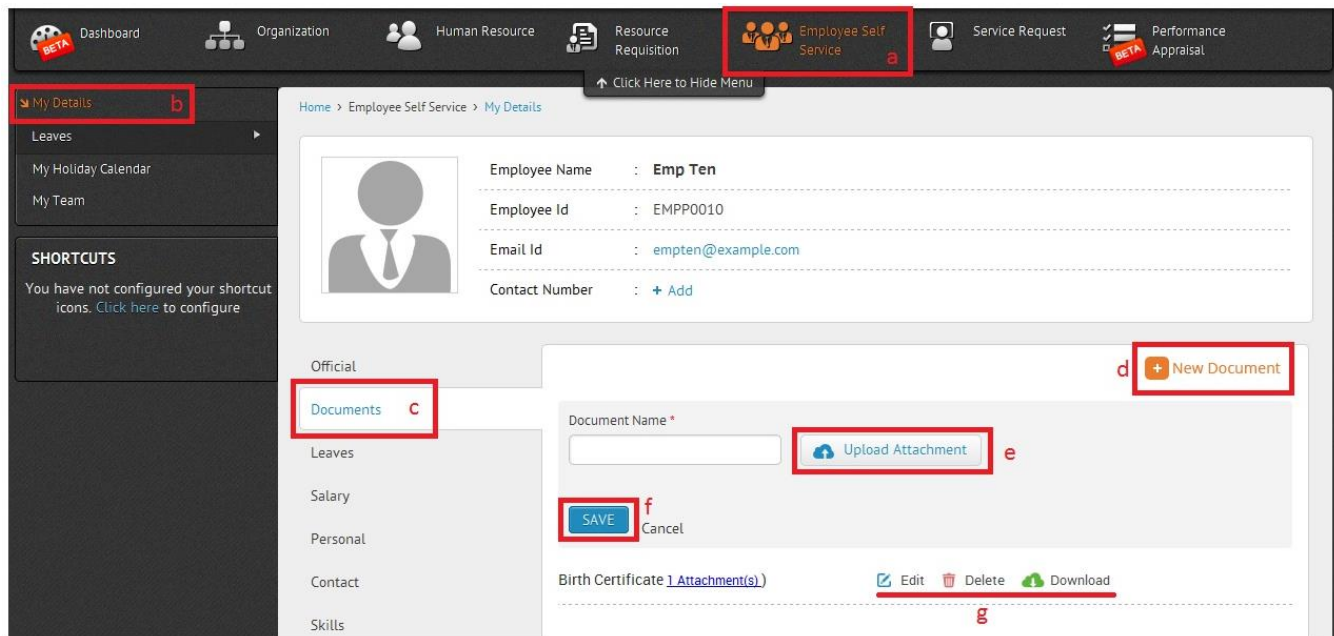 BETA
Dashboard
Organization
Human Resource
Resource
Requisition
Employee Self
Service
a
Service Request
BETA
Performance
Appraisal
↑ Click Here to Hide Menu
My Details b
Leaves
My Holiday Calendar
My Team
SHORTCUTS
You have not configured your shortcut
icons. Click here to configure
Home > Employee Self Service > My Details
Employee Name : Emp Ten
Employee Id : EMPP0010
Email Id : empten@example.com
Contact Number : + Add
Official
Documents c
Leaves
Salary
Personal
Contact
Skills
d + New Document
Document Name *
Upload Attachment e
SAVE f
Cancel
Birth Certificate 1 Attachment(s) ) Edit Delete Download
g